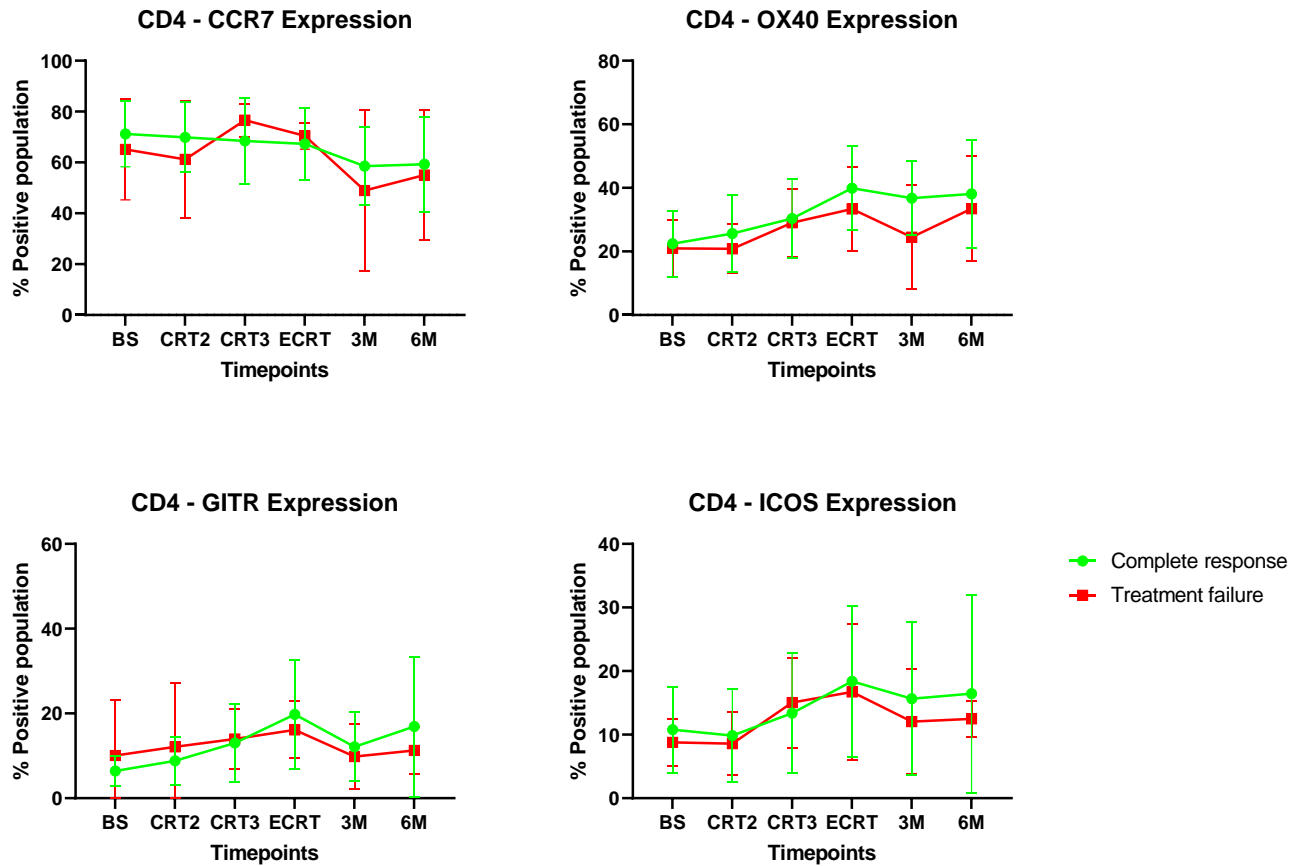 CD4 - CCR7 Expression
% Positive population
100
80
60
40
20
0
BS CRT2 CRT3 ECRT 3M 6M
Timepoints
CD4 - OX40 Expression
% Positive population
80
60
40
20
0
BS CRT2 CRT3 ECRT 3M 6M
Timepoints
CD4 - GITR Expression
% Positive population
60
40
20
0
BS CRT2 CRT3 ECRT 3M 6M
Timepoints
CD4 - ICOS Expression
% Positive population
40
30
20
10
0
BS CRT2 CRT3 ECRT 3M 6M
Timepoints
Complete response
Treatment failure